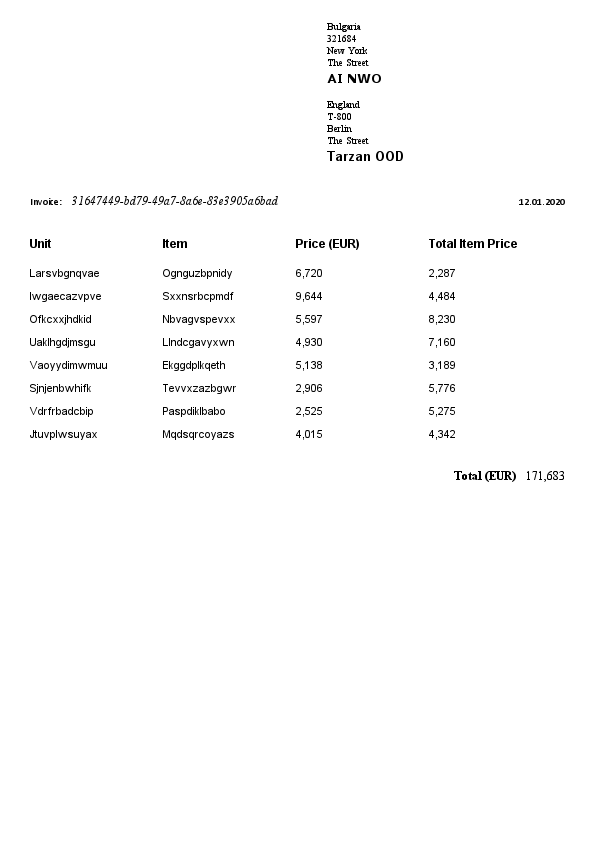 Bulgaria
321684
New York
The Street
AI NWO
England
T-800
Berlin
The Street
Tarzan OOD
Invoice: 31647449-bd79-49a7-8a6e-83e3905a6bad 12.01.2020
Unit Item Price (EUR) Total Item Price
Larsvbgnqvae Ognguzbpnidy 6,720 2,287
Iwgaecazvpve Sxxnsrbcpmdf 9,644 4,484
Ofkcxxjhdkid Nbvagvspevxx 5,597 8,230
Uaklhgdjmsgu Llndcgavyxwn 4,930 7,160
Vaoyydimwmuu Ekggdplkqeth 5,138 3,189
Sjnjenbwhifk Tevvxzazbgwr 2,906 5,776
Vdrfrbadcbip Paspdiklbabo 2,525 5,275
Jtuvplwsuyax Mqdsqrcoyazs 4,015 4,342
Total (EUR) 171,683